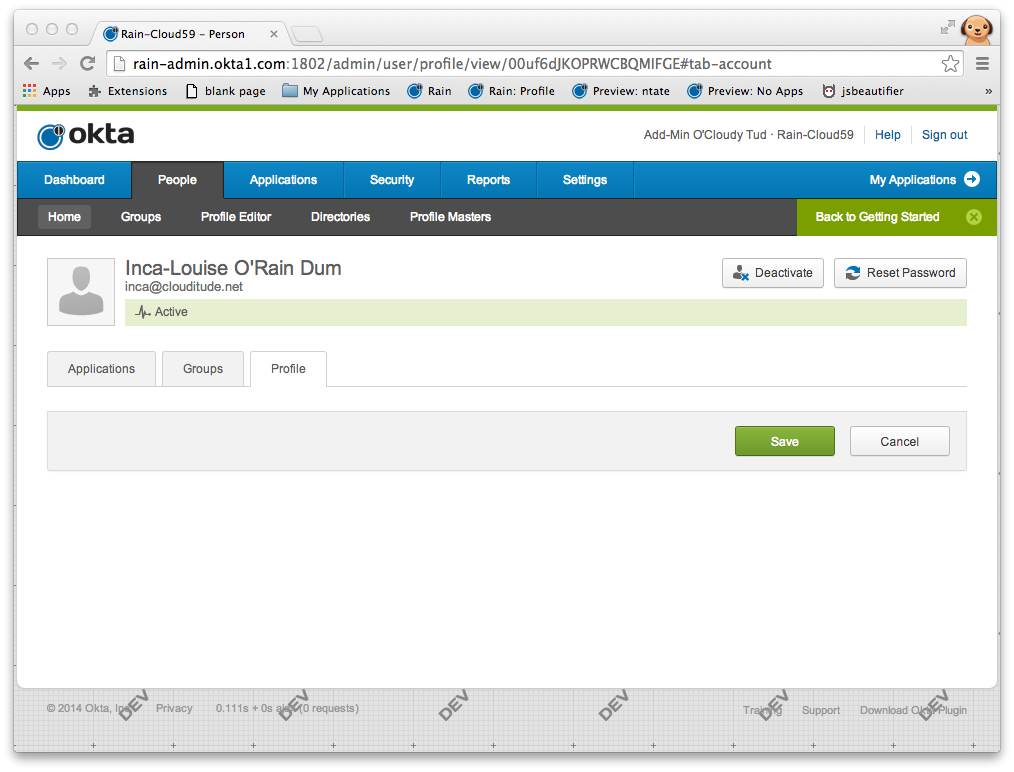 Rain-Cloud59 – Person
rain-admin.okta1.com:1802/admin/user/profile/view/00uf6dJKOPRWCBQMIFGE#tab-account
Apps Extensions blank page My Applications Rain Rain: Profile Preview: ntate Preview: No Apps jsbeautifier »
okta
Add-Min O'Cloudy Tud · Rain-Cloud59 Help Sign out
Dashboard People Applications Security Reports Settings My Applications
Home Groups Profile Editor Directories Profile Masters Back to Getting Started
Inca-Louise O'Rain Dum
Deactivate Reset Password
inca@clouditude.net
Active
Applications Groups Profile
Save Cancel
DEV DEV DEV DEV DEV DEV
© 2014 Okta, Inc. Privacy 0.111s + 0s ajax (0 requests) Training Support Download Okta Plugin